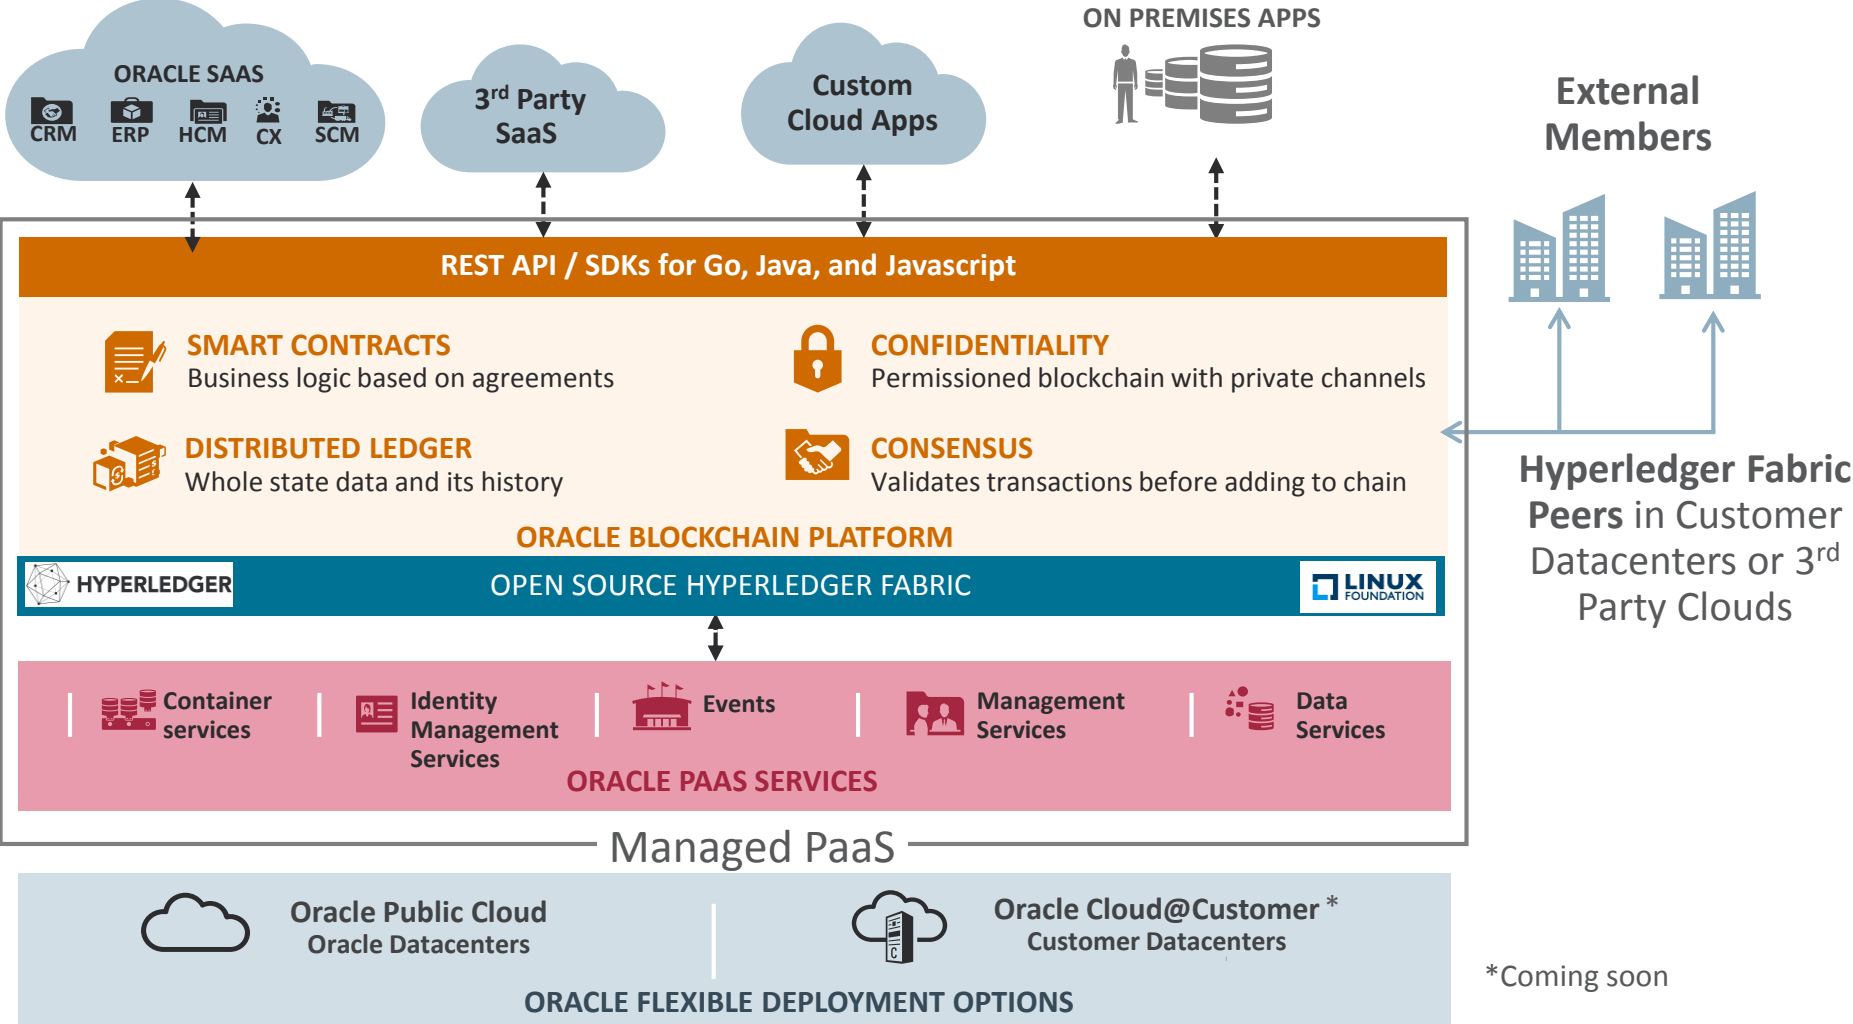 ORACLE SAAS
CRM
ERP
HCM
CX
SCM
3rd Party
SaaS
Custom
Cloud Apps
ON PREMISES APPS
External
Members
REST API / SDKs for Go, Java, and Javascript
SMART CONTRACTS
Business logic based on agreements
CONFIDENTIALITY
Permissioned blockchain with private channels
DISTRIBUTED LEDGER
Whole state data and its history
CONSENSUS
Validates transactions before adding to chain
ORACLE BLOCKCHAIN PLATFORM
HYPERLEDGER
OPEN SOURCE HYPERLEDGER FABRIC
LINUX
FOUNDATION
Hyperledger Fabric
Peers in Customer
Datacenters or 3rd
Party Clouds
Container
services
Identity
Management
Services
Events
Management
Services
Data
Services
ORACLE PAAS SERVICES
Managed PaaS
Oracle Public Cloud
Oracle Datacenters
C
Oracle Cloud@Customer *
Customer Datacenters
ORACLE FLEXIBLE DEPLOYMENT OPTIONS
*Coming soon